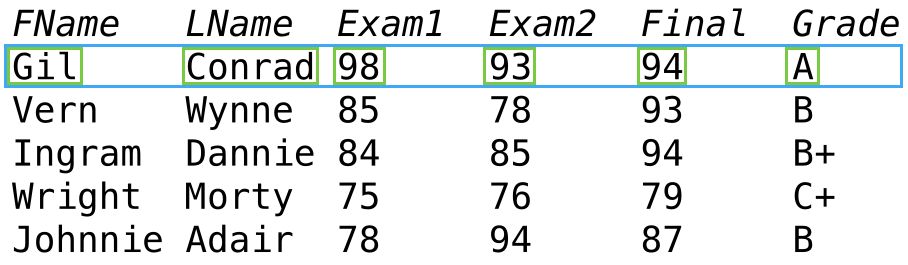 FName LName Exam1 Exam2 Final Grade
Gil Conrad 98 93 94 A
Vern Wynne 85 78 93 B
Ingram Dannie 84 85 94 B+
Wright Morty 75 76 79 C+
Johnnie Adair 78 94 87 B